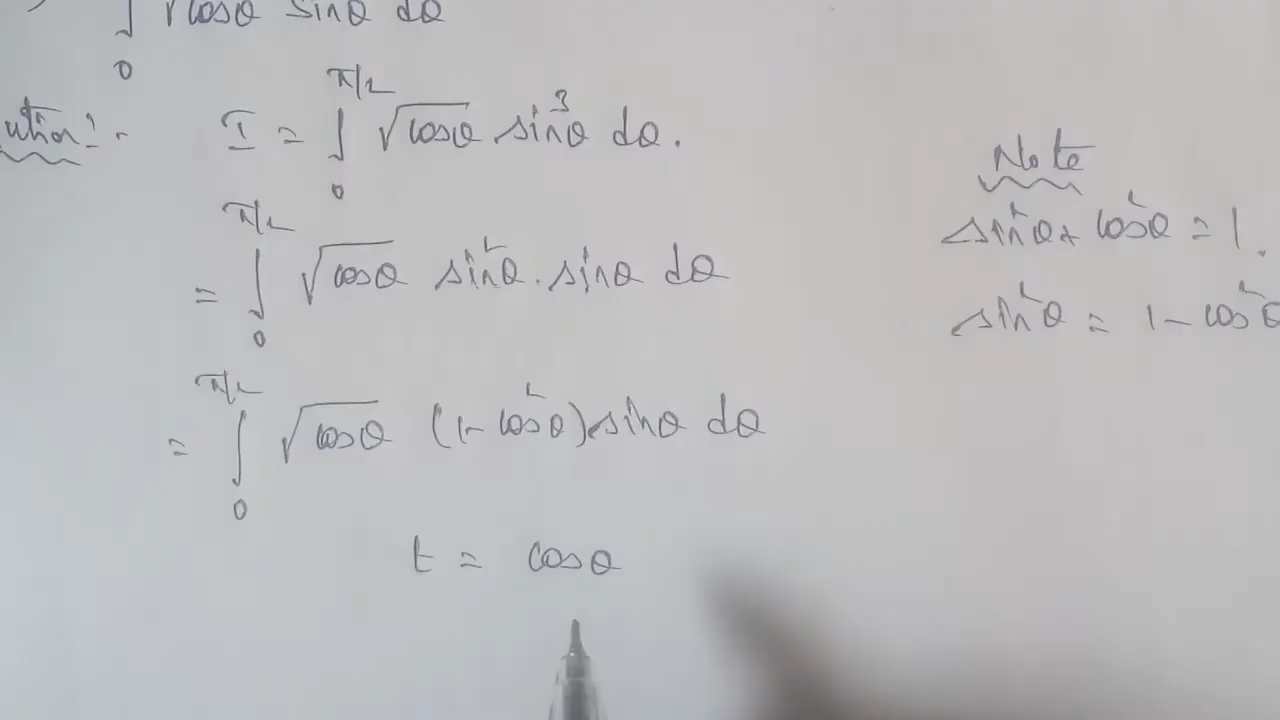 ∫₀ √cosθ sinθ dθ
ution:- I = ∫₀^{π/2} √cosθ sin³θ dθ.
= ∫₀^{π/2} √cosθ sin²θ . sinθ dθ
= ∫₀^{π/2} √cosθ (1-cos²θ) sinθ dθ
t = cosθ
Note
sin²θ + cos²θ = 1.
sin²θ = 1 - cos²θ